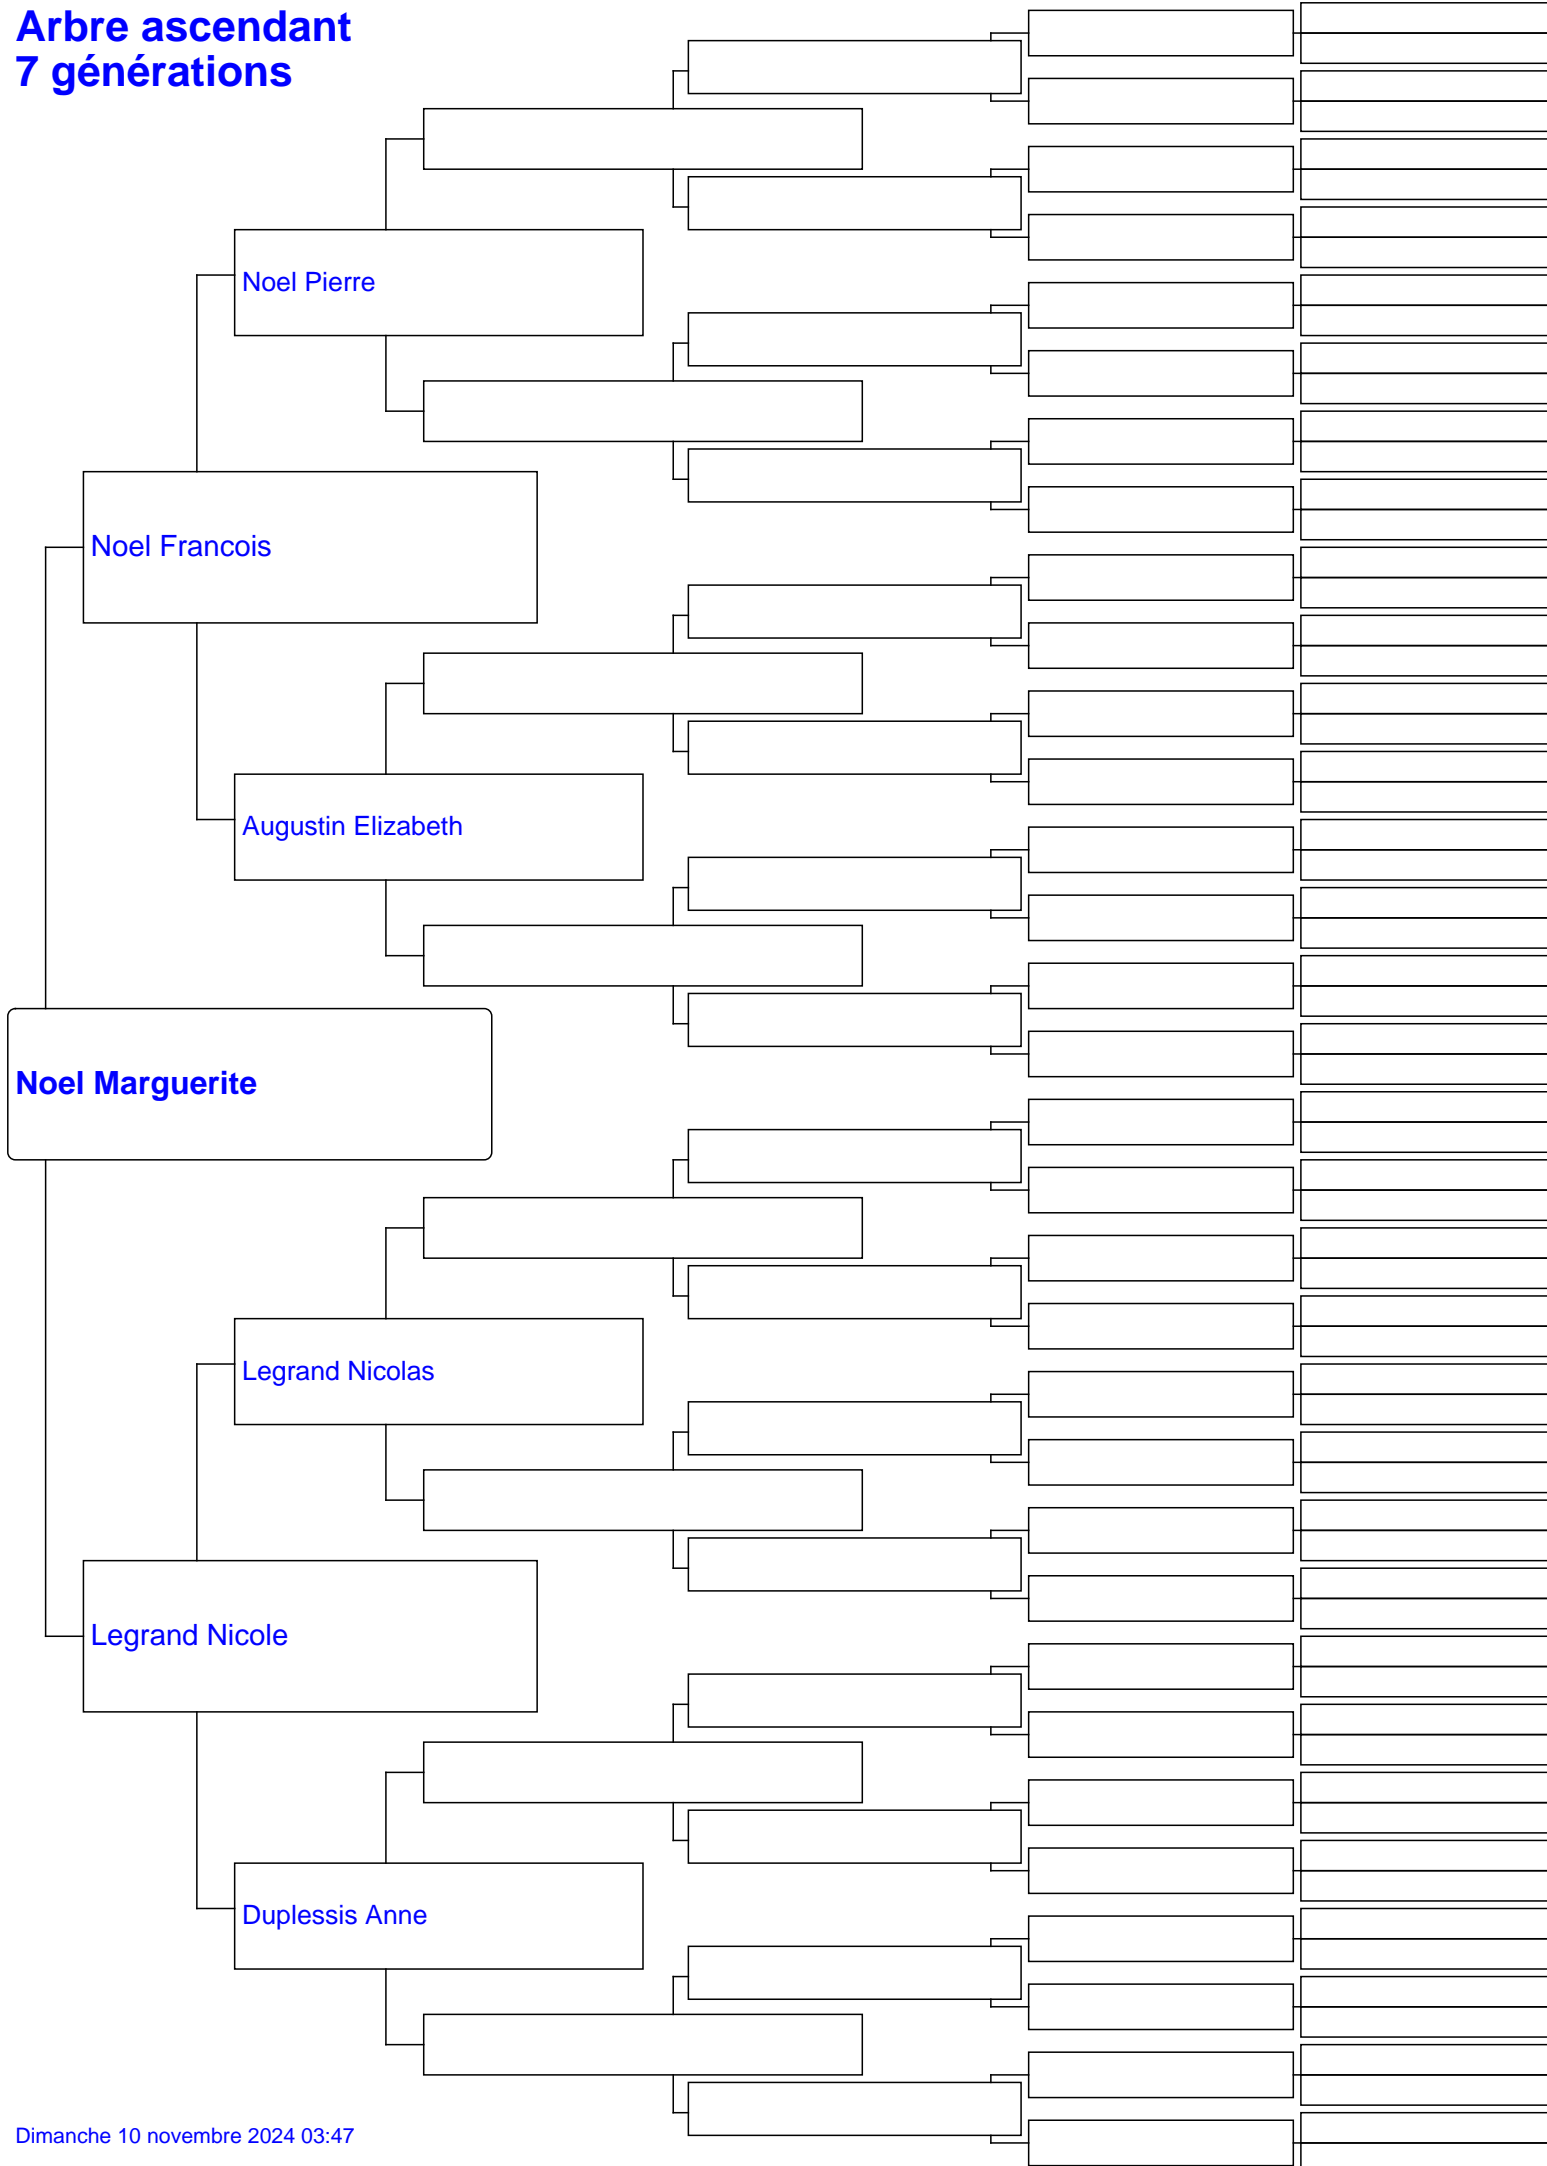 Arbre ascendant
7 générations
Noel Pierre
Noel Francois
Augustin Elizabeth
Noel Marguerite
Legrand Nicolas
Legrand Nicole
Duplessis Anne
Dimanche 10 novembre 2024 03:47